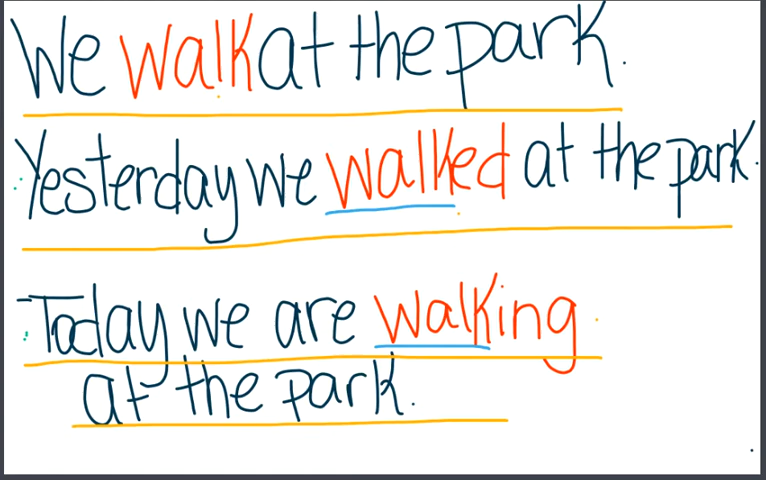 We walk at the park.
Yesterday we walked at the park.
Today we are walking
at the park.